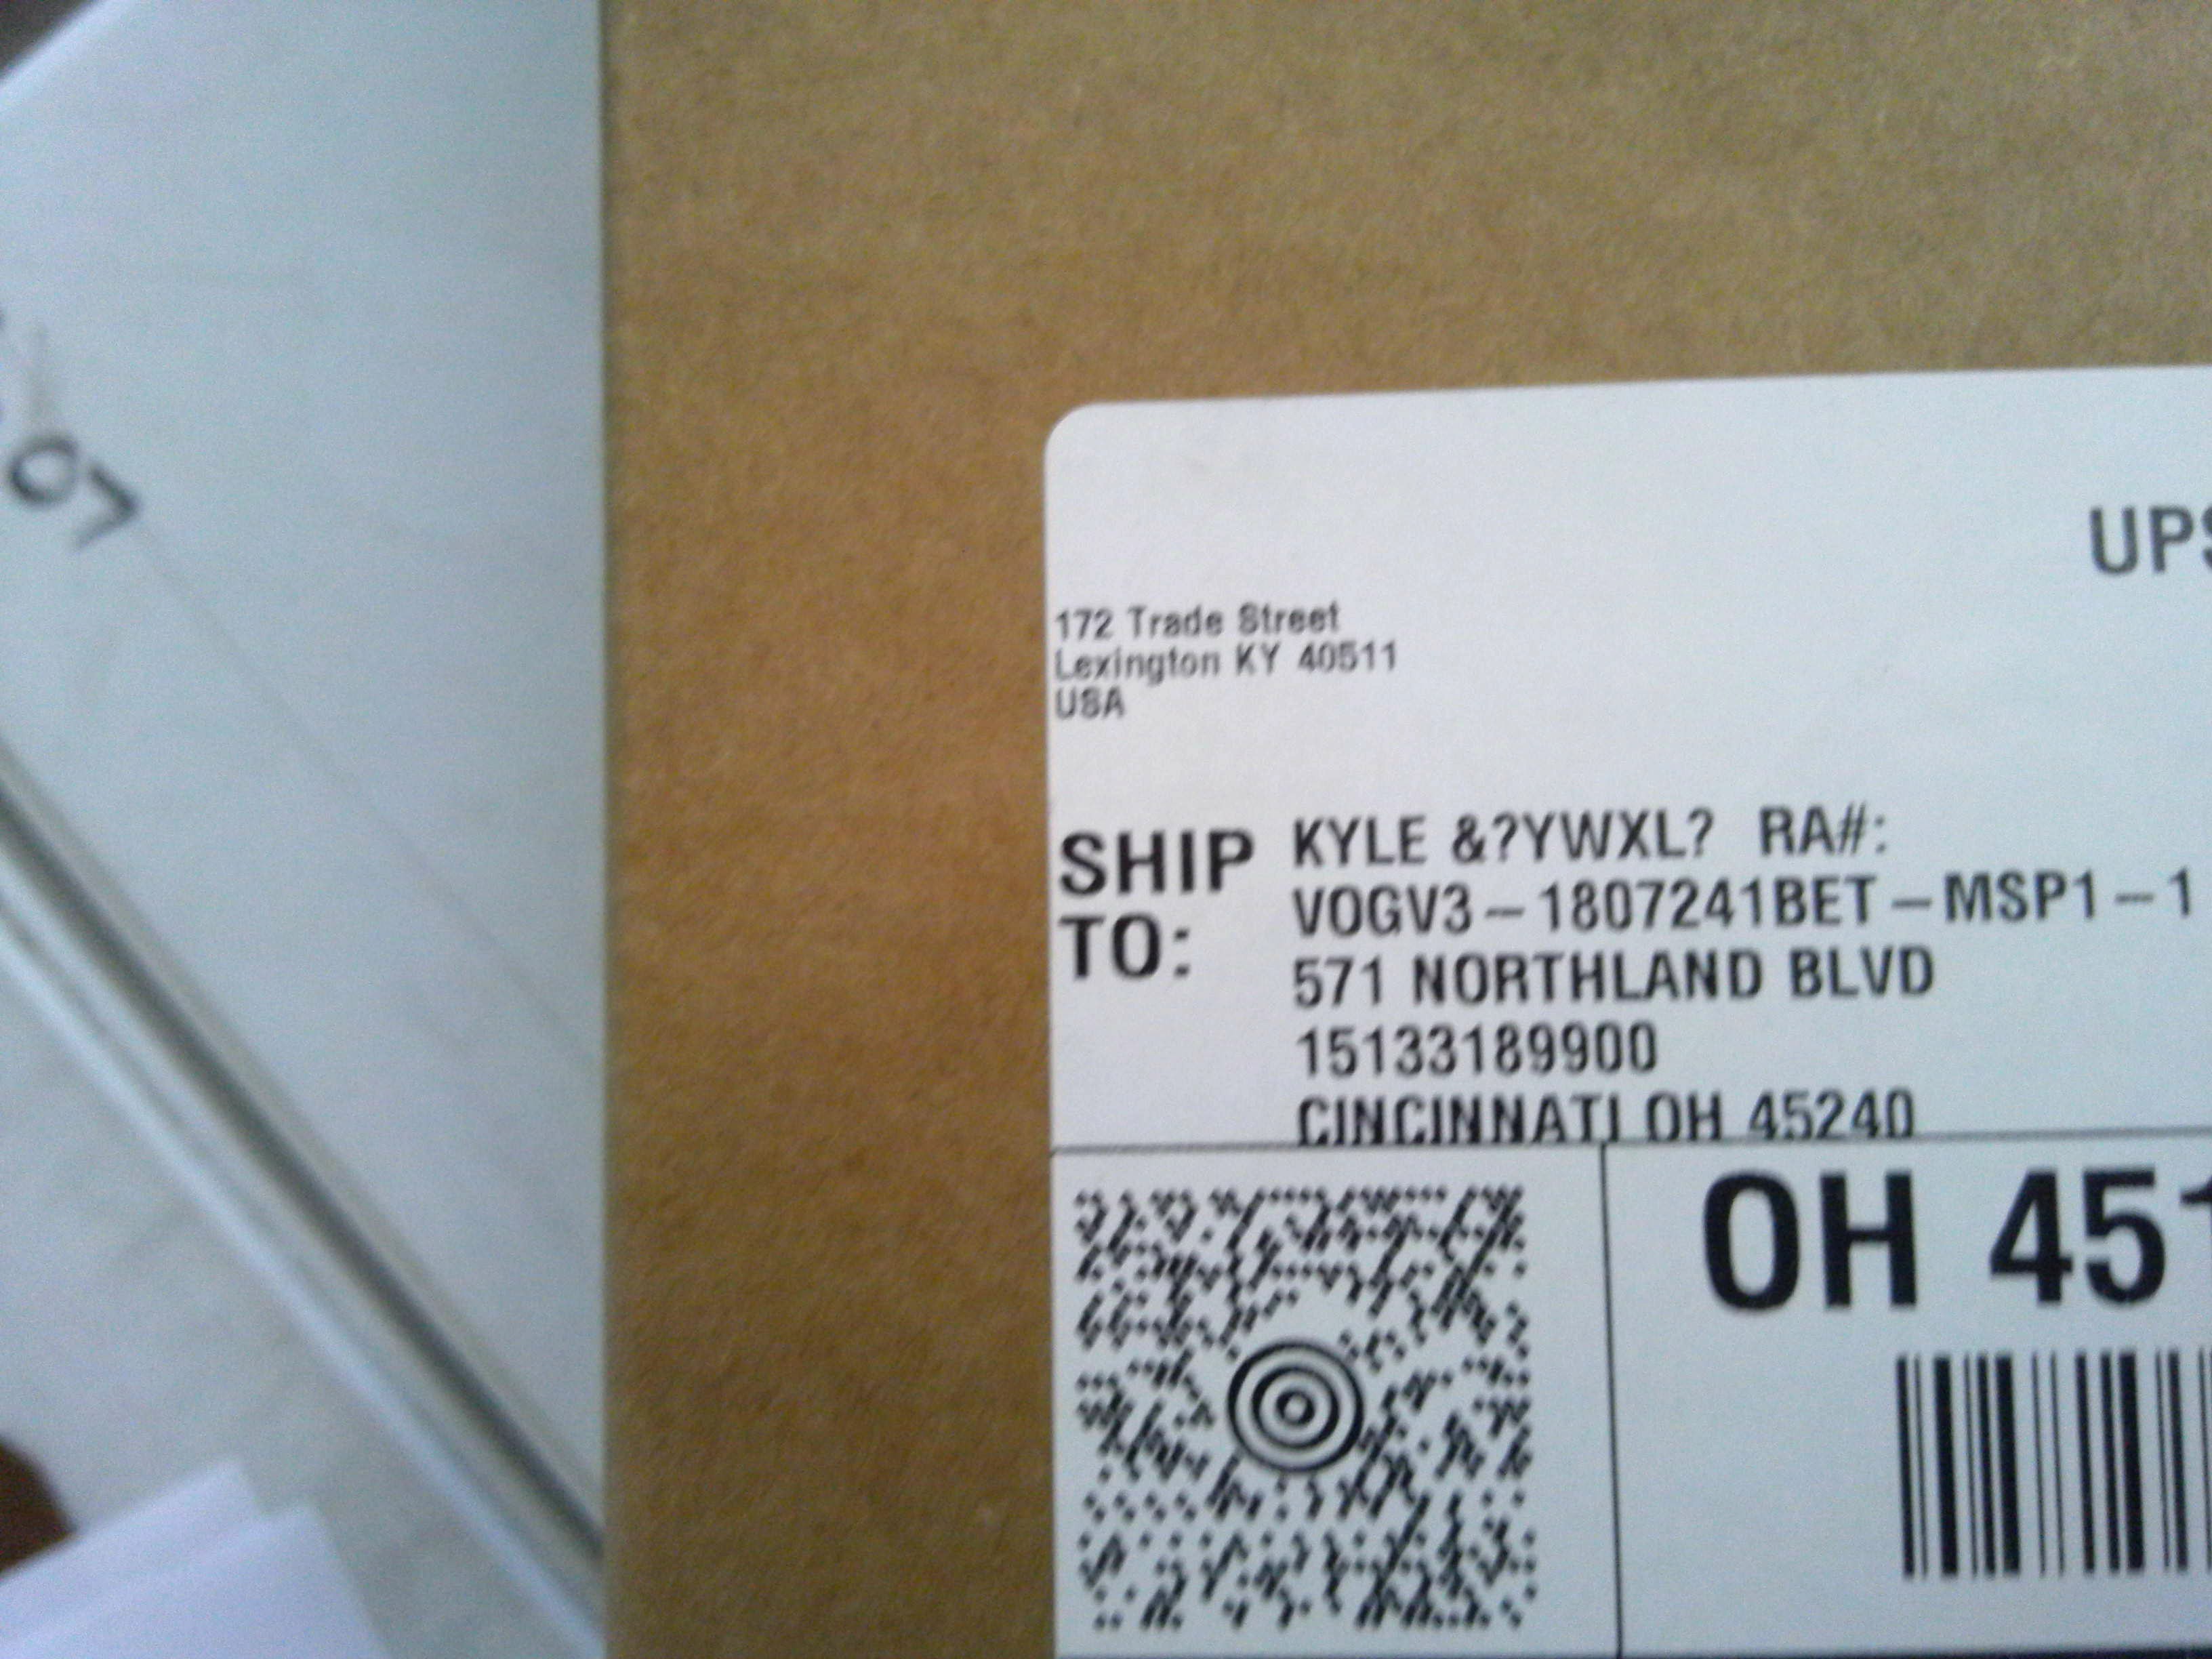 07
UPS
172 Trade Street
Lexington KY 40511
USA
SHIP TO:
KYLE &?YWXL? RA#:
VOGV3-1807241BET-MSP1-1
571 NORTHLAND BLVD
15133189900
CINCINNATI OH 45240
OH 451